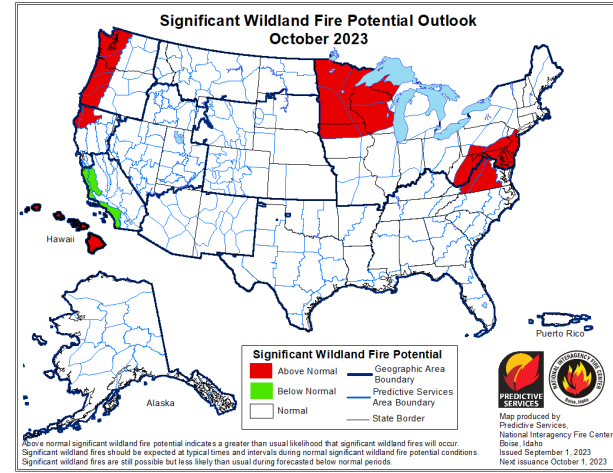 Significant Wildland Fire Potential Outlook
October 2023
Hawaii
Alaska
Puerto Rico
Significant Wildland Fire Potential
Above Normal
Below Normal
Normal
Geographic Area
Boundary
Predictive Services
Area Boundary
State Border
PREDICTIVE
SERVICES
NATIONAL INTERAGENCY FIRE CENTER
Boise, Idaho
Map produced by
Predictive Services,
National Interagency Fire Center
Boise, Idaho
Issued September 1, 2023
Next issuance October 1, 2023
Above normal significant wildland fire potential indicates a greater than usual likelihood that significant wildland fires will occur.
Significant wildland fires should be expected at typical times and intervals during normal significant wildland fire potential conditions.
Significant wildland fires are still possible but less likely than usual during forecasted below normal periods.